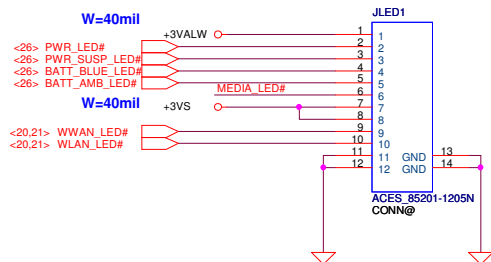 JLED1
W=40mil
+3VALW 1 1
<26> PWR_LED# 2 2
<26> PWR_SUSP_LED# 3 3
<26> BATT_BLUE_LED# 4 4
<26> BATT_AMB_LED# 5 5
MEDIA_LED# 6 6
W=40mil
+3VS 7 7
8 8
<20,21> WWAN_LED# 9 9
<20,21> WLAN_LED# 10 10
11 11 GND 13
12 12 GND 14
ACES_85201-1205N
CONN@